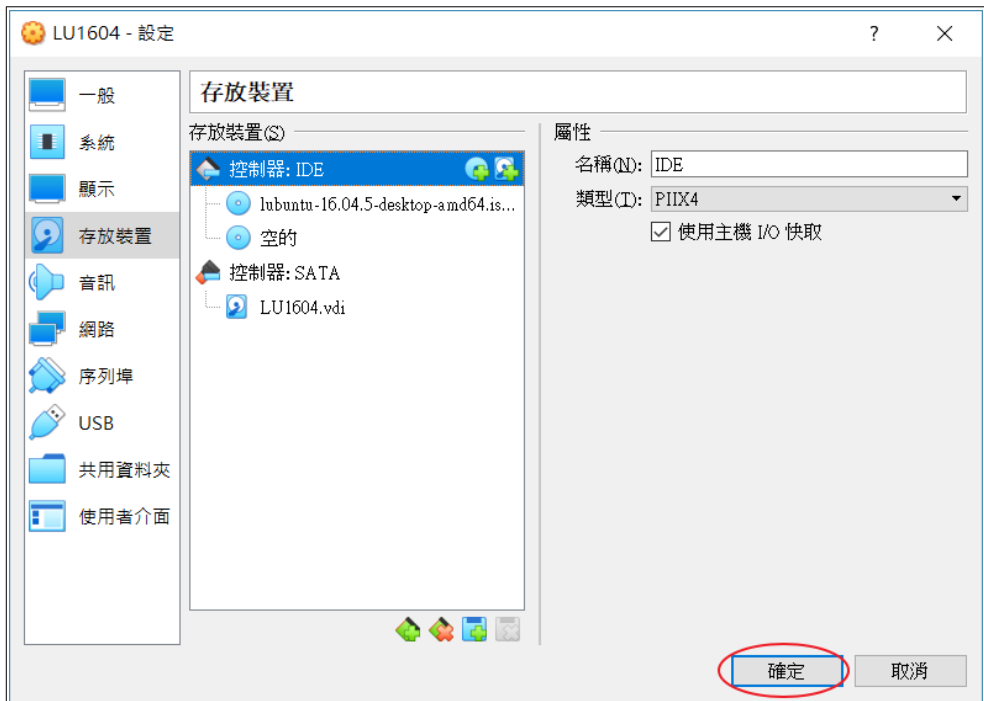 LU1604 - 設定
?
一般
系統
顯示
存放裝置
音訊
網路
序列埠
USB
共用資料夾
使用者介面
存放裝置
存放裝置(S)
控制器: IDE
lubuntu-16.04.5-desktop-amd64.is...
空的
控制器: SATA
LU1604.vdi
屬性
名稱(N): IDE
類型(T): PIIX4
使用主機 I/O 快取
確定
取消